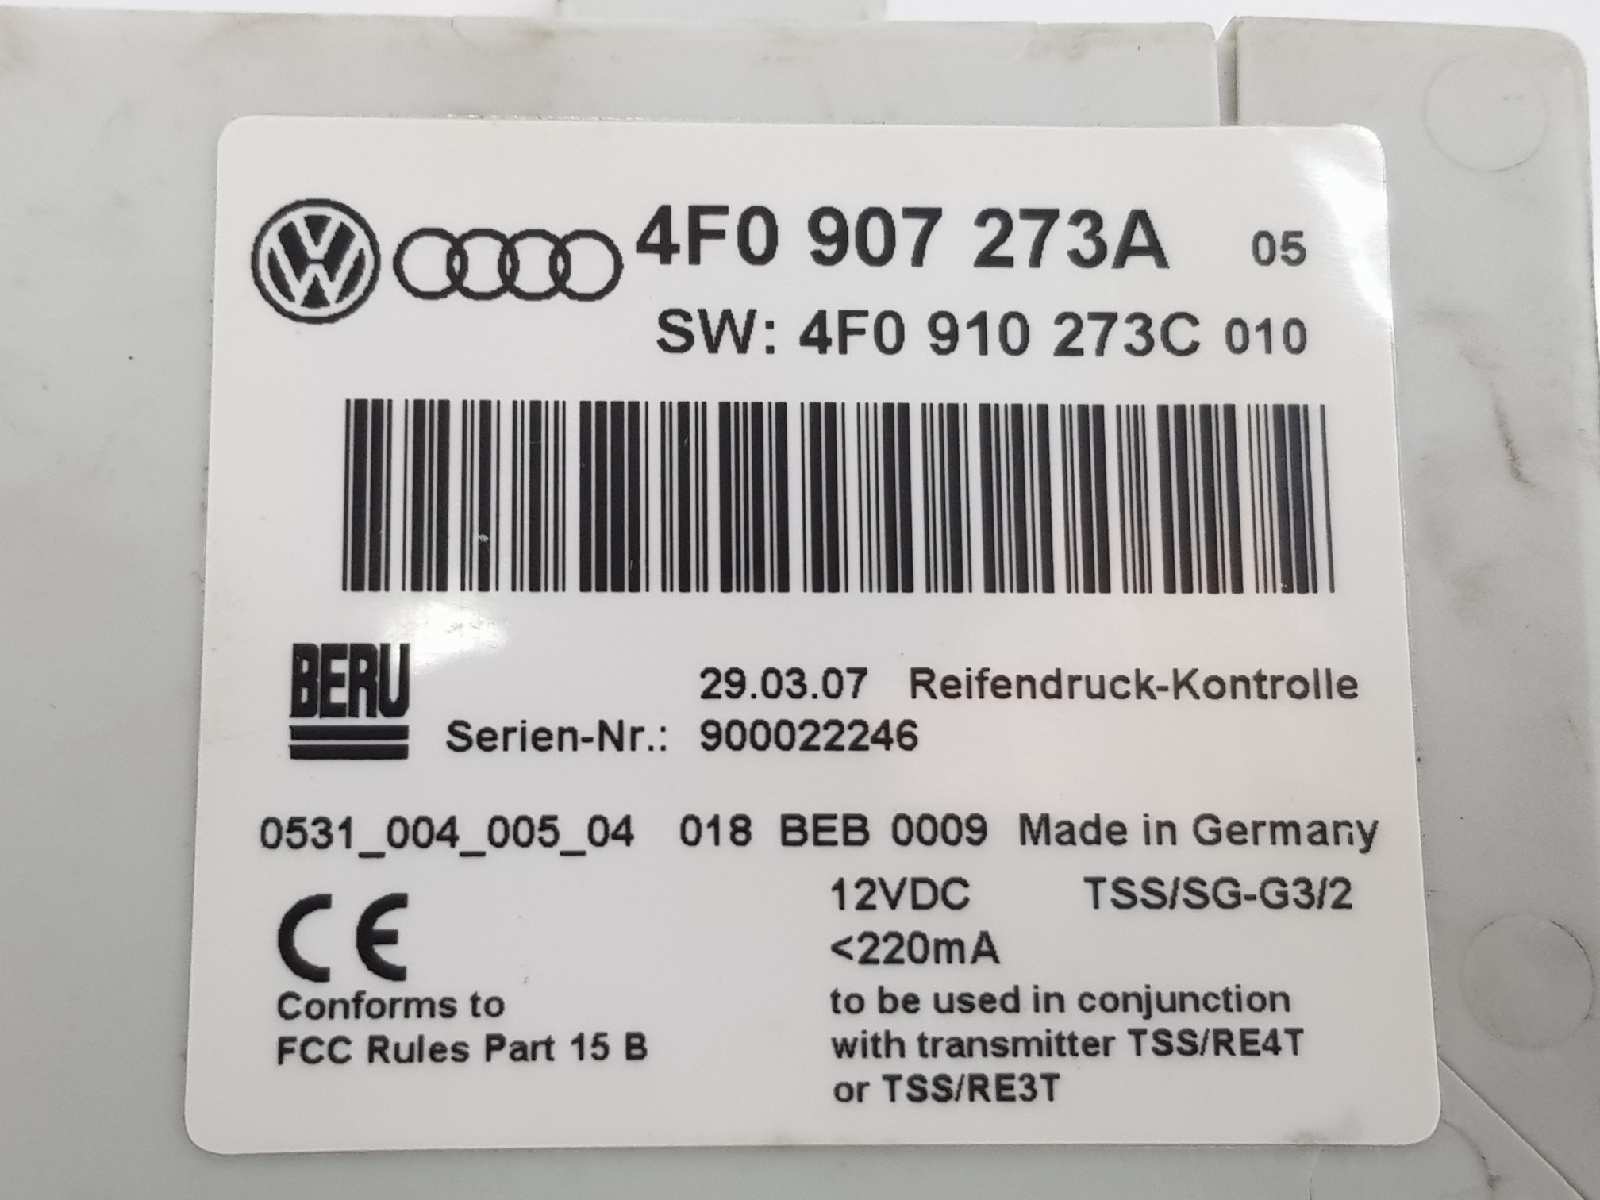 4F0 907 273A 05
SW: 4F0 910 273C 010
BERU
29.03.07 Reifendruck-Kontrolle
Serien-Nr.: 900022246
0531_004_005_04 018 BEB 0009 Made in Germany
12VDC TSS/SG-G3/2
<220mA
CE
Conforms to
FCC Rules Part 15 B
to be used in conjunction
with transmitter TSS/RE4T
or TSS/RE3T